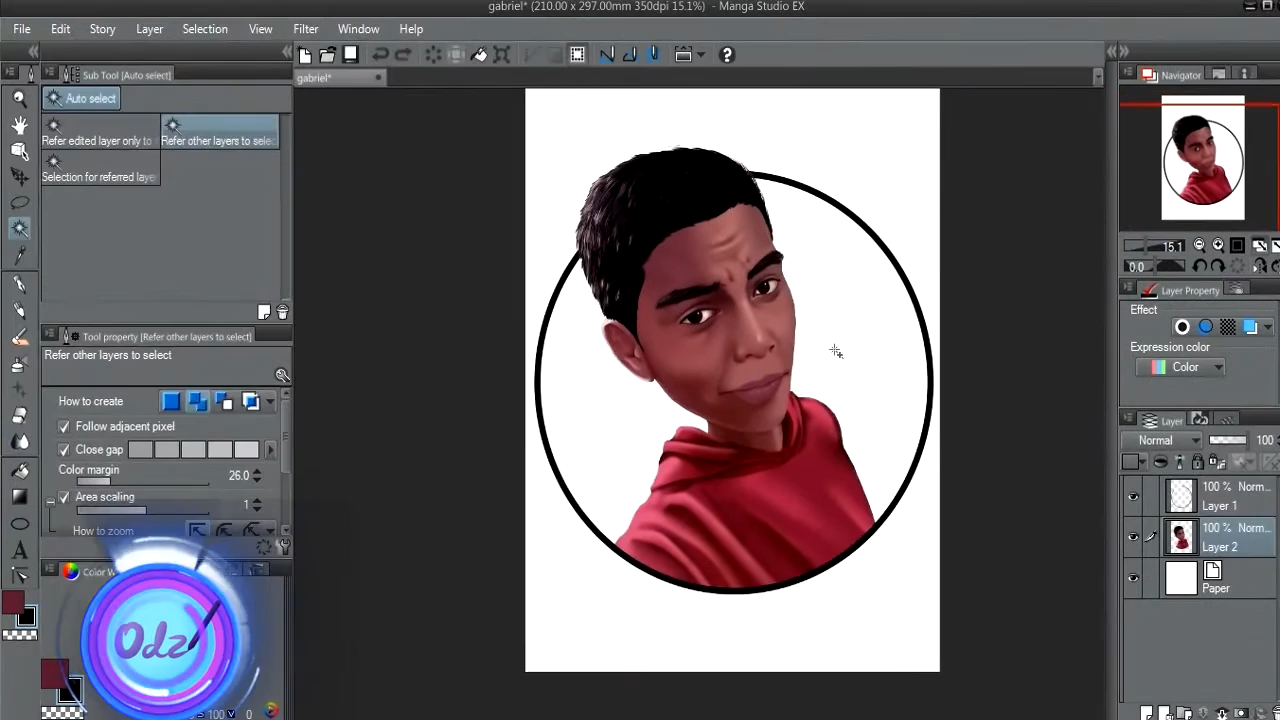 gabriel* (210.00 x 297.00mm 350dpi 15.1%) - Manga Studio EX
File Edit Story Layer Selection View Filter Window Help
Sub Tool [Auto select]
gabriel*
Navigator
Auto select
Refer edited layer only to
Refer other layers to selec
Selection for referred laye
15.1
0.0
Layer Property
Effect
Expression color
Color
Tool property [Refer other layers to select]
Refer other layers to select
How to create
Follow adjacent pixel
Close gap
Color margin
26.0
Area scaling
1
How to zoom
Layer
Normal
100
100 % Norm...
Layer 1
100 % Norm...
Layer 2
Paper
Color W
Odz
100 V 0